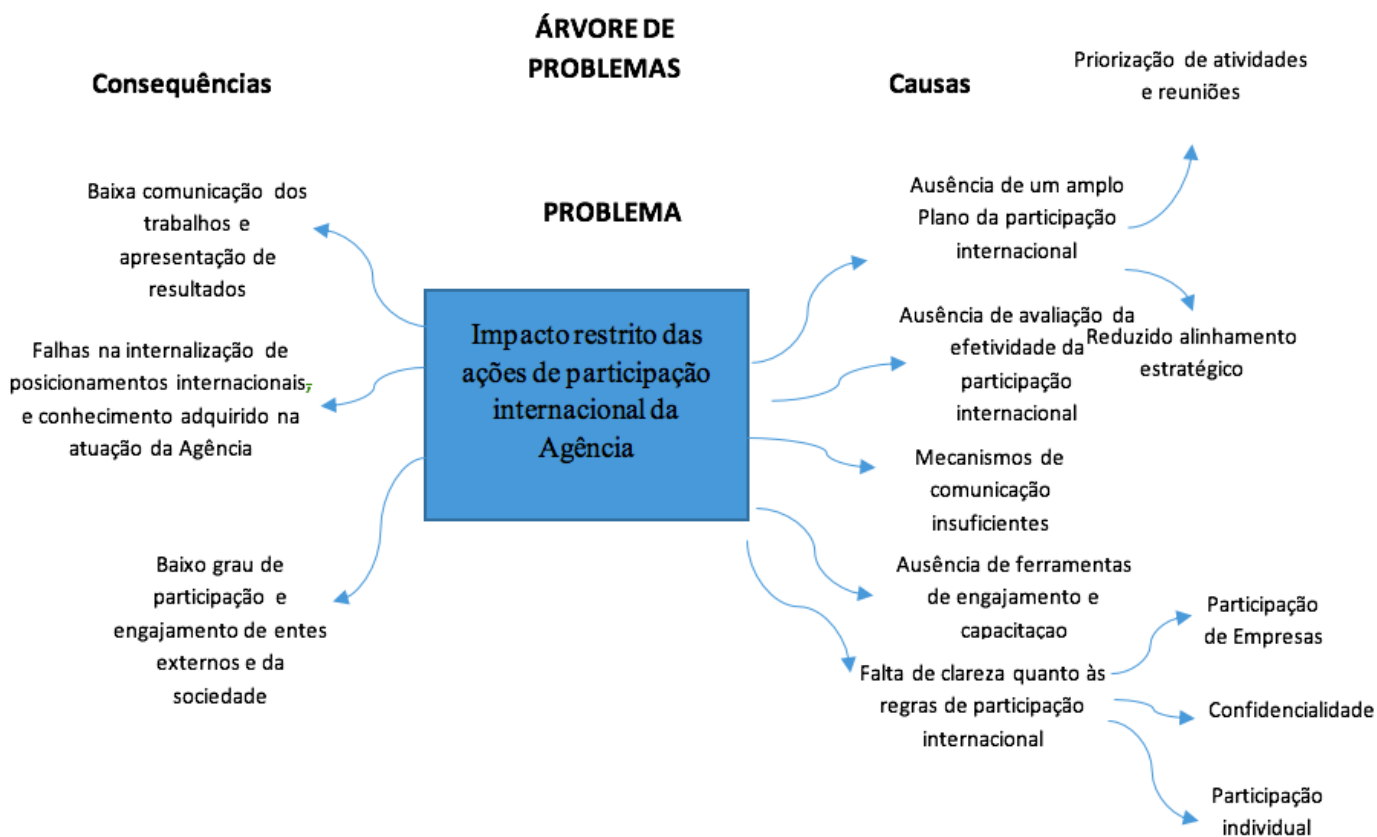 ÁRVORE DE
PROBLEMAS
Consequências
Causas
Priorização de atividades
e reuniões
PROBLEMA
Baixa comunicação dos
trabalhos e
apresentação de
resultados
Falhas na internalização de
posicionamentos internacionais,
e conhecimento adquirido na
atuação da Agência
Baixo grau de
participação e
engajamento de entes
externos e da
sociedade
Impacto restrito das
ações de participação
internacional da
Agência
Ausência de um amplo
Plano da participação
internacional
Ausência de avaliação da
efetividade da
participação
internacional
Reduzido alinhamento
estratégico
Mecanismos de
comunicação
insuficientes
Ausência de ferramentas
de engajamento e
capacitaçao
Falta de clareza quanto às
regras de participação
internacional
Participação
de Empresas
Confidencialidade
Participação
individual